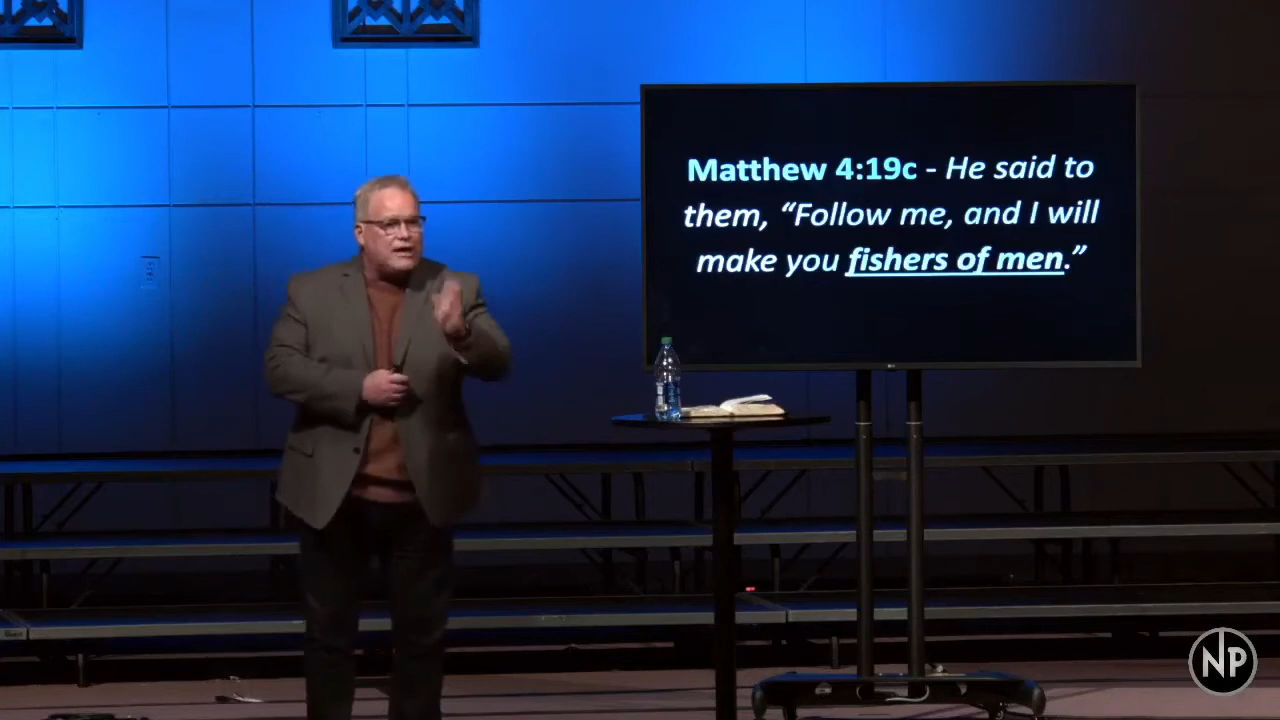 Matthew 4:19c - He said to
them, “Follow me, and I will
make you fishers of men.”
NP